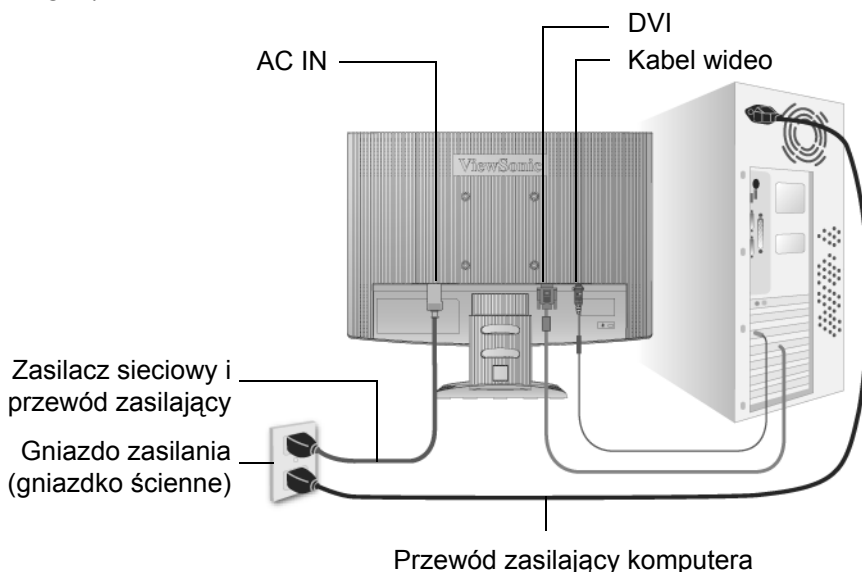 DVI
AC IN
Kabel wideo
ViewSonic
Zasilacz sieciowy i
przewód zasilający
Gniazdo zasilania
(gniazdko ścienne)
Przewód zasilający komputera